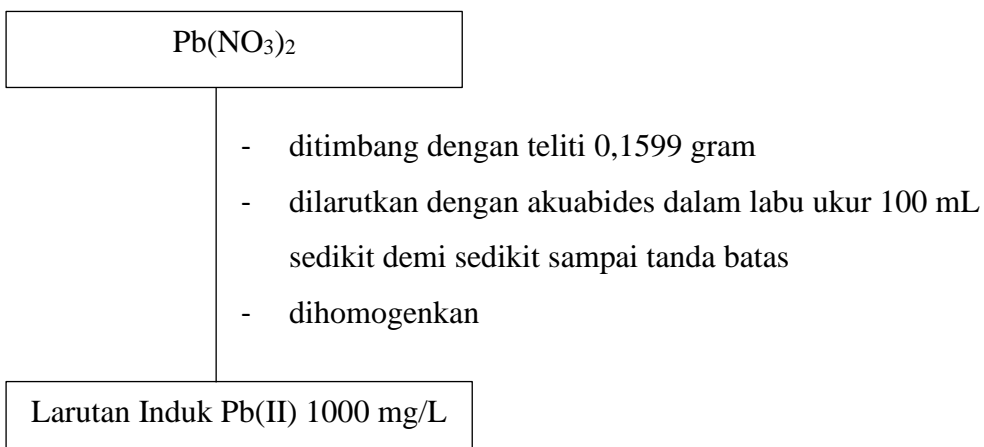 Pb(NO₃)₂
- ditimbang dengan teliti 0,1599 gram
- dilarutkan dengan akuabides dalam labu ukur 100 mL
sedikit demi sedikit sampai tanda batas
- dihomogenkan
Larutan Induk Pb(II) 1000 mg/L